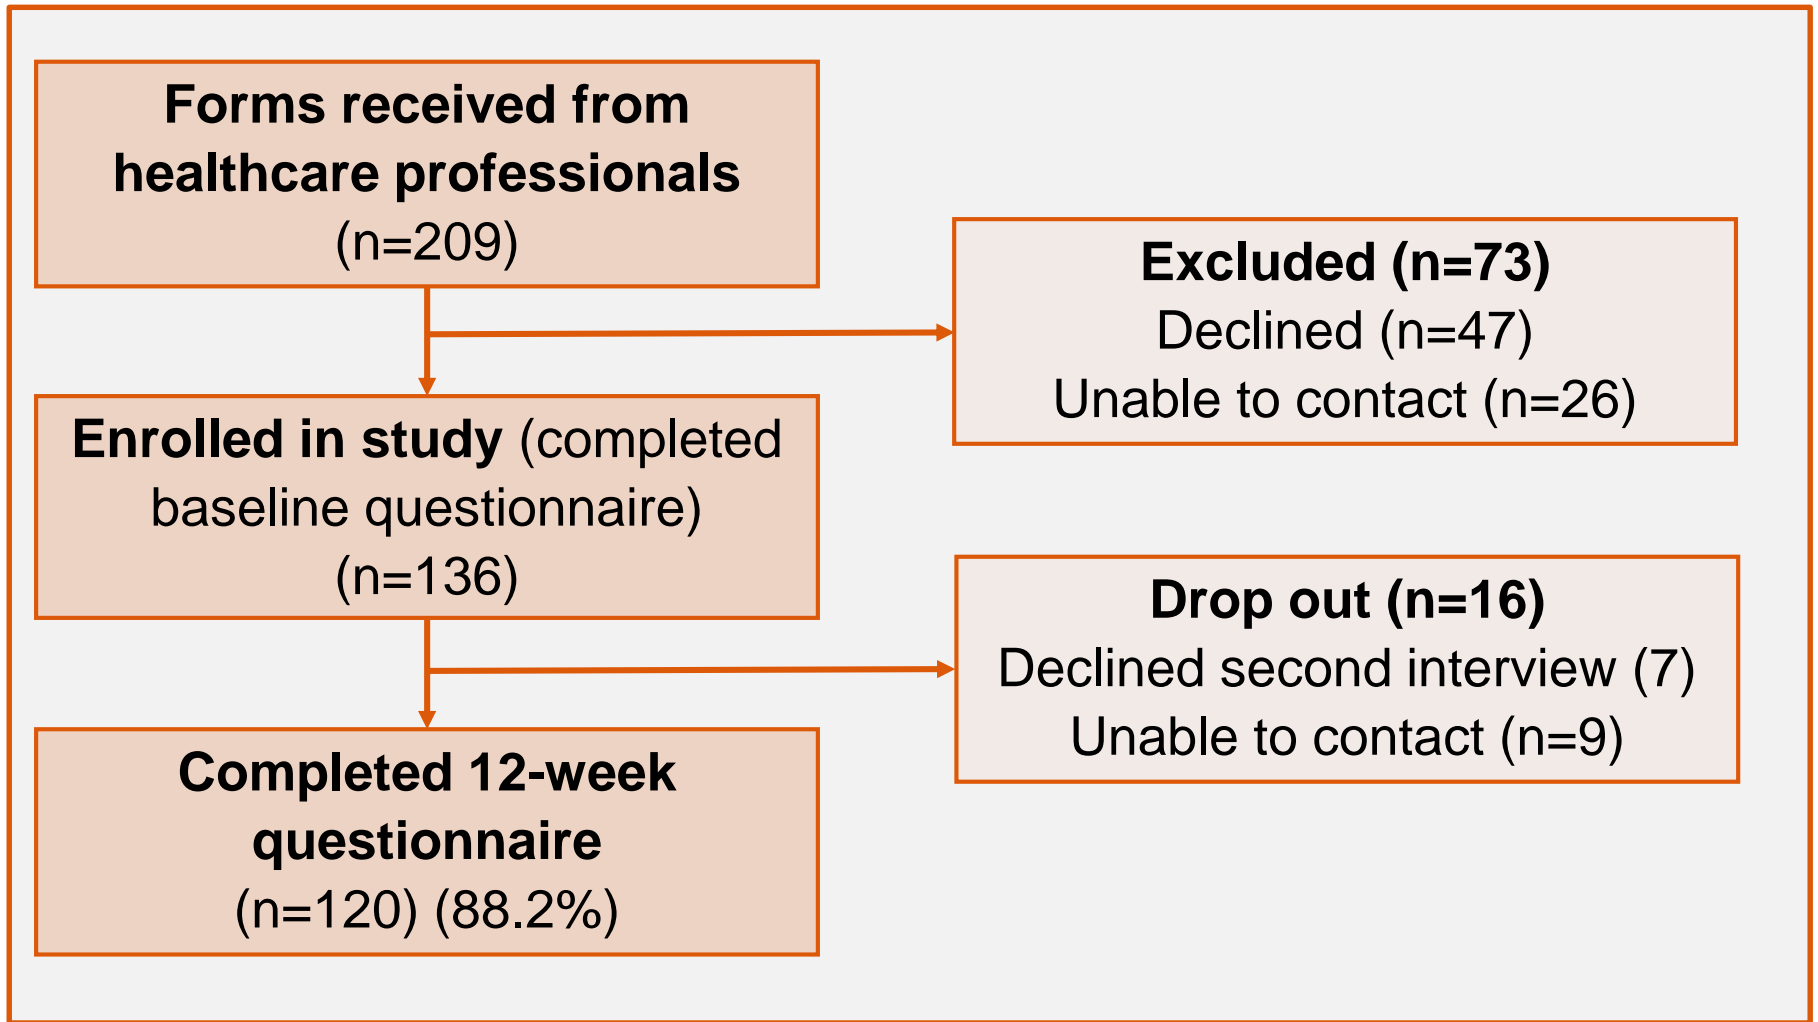 Forms received from
healthcare professionals
(n=209)
Excluded (n=73)
Declined (n=47)
Unable to contact (n=26)
Enrolled in study (completed
baseline questionnaire)
(n=136)
Drop out (n=16)
Declined second interview (7)
Unable to contact (n=9)
Completed 12-week
questionnaire
(n=120) (88.2%)